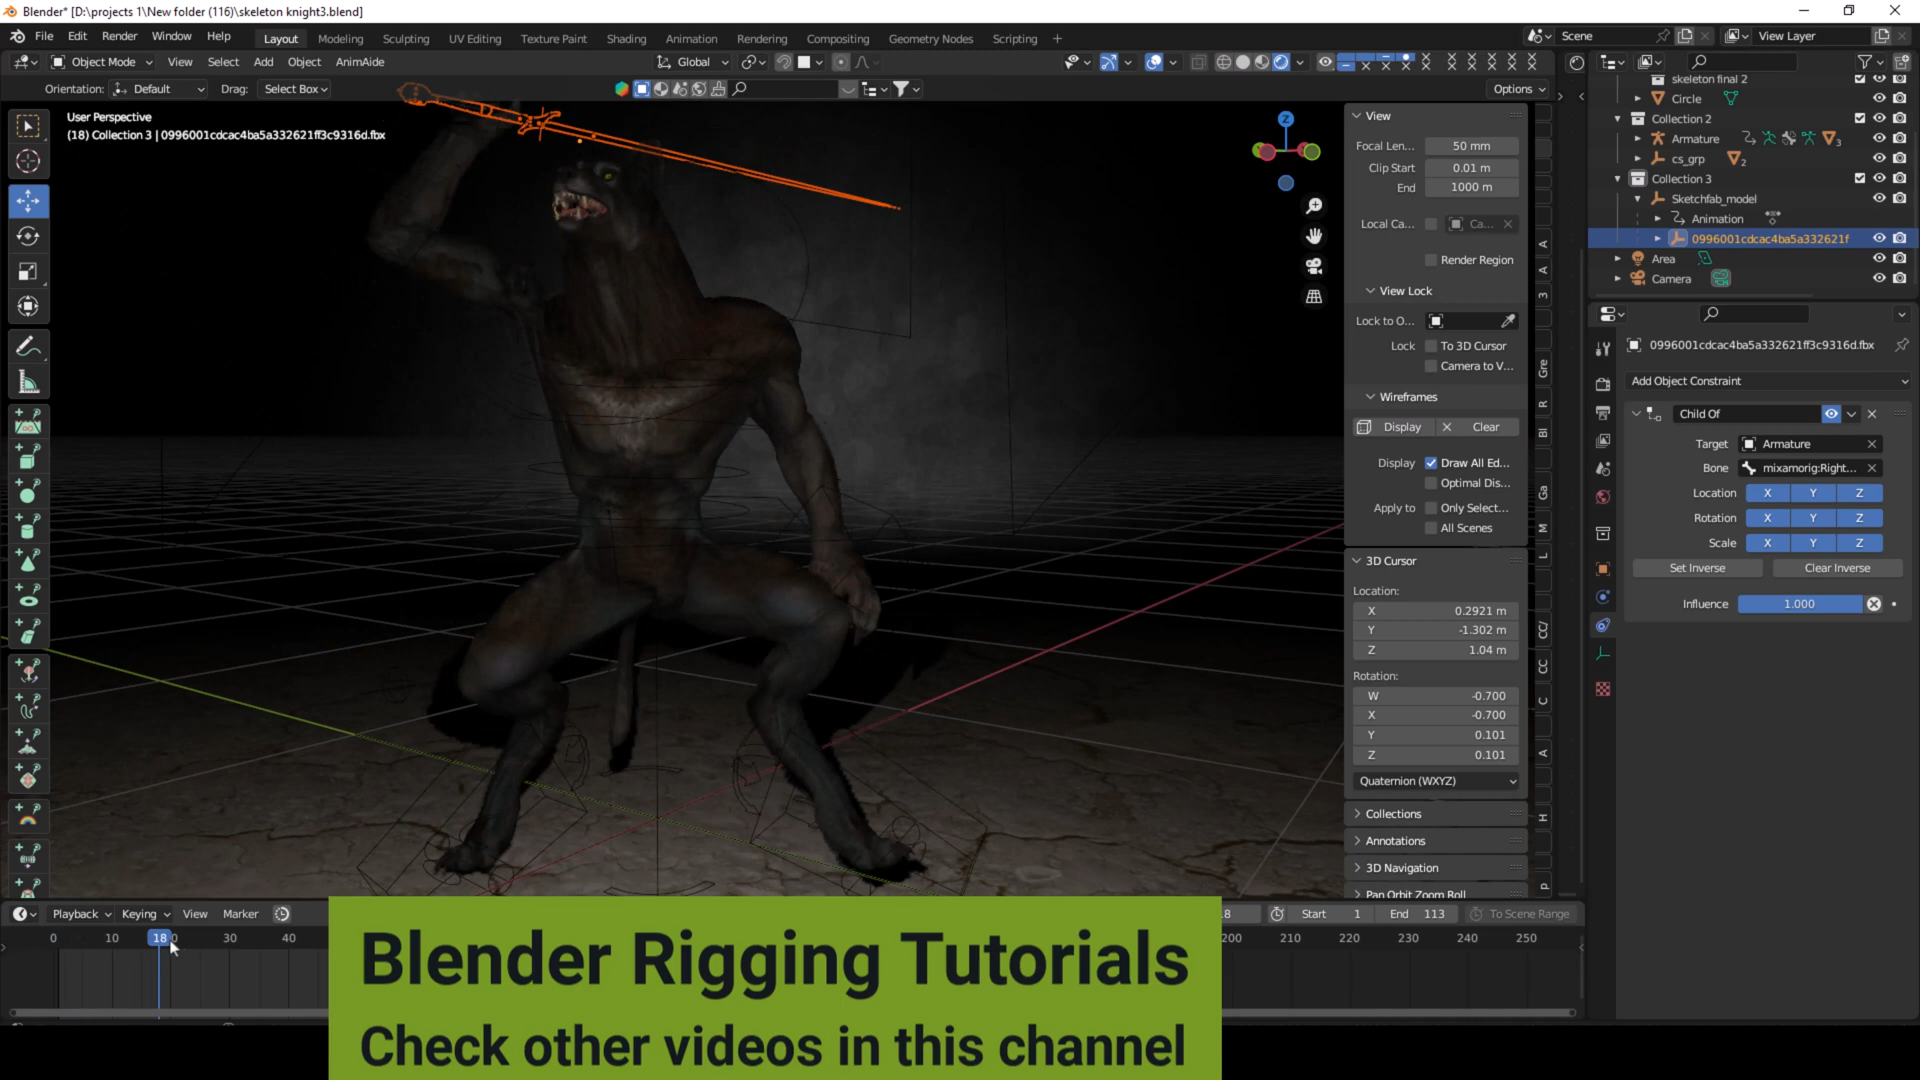 Blender* [D:\projects 1\New folder (116)\skeleton knight3.blend]
File Edit Render Window Help Layout Modeling Sculpting UV Editing Texture Paint Shading Animation Rendering Compositing Geometry Nodes Scripting + Scene View Layer
Object Mode View Select Add Object AnimAide Global
Orientation: Default Drag: Select Box Options
User Perspective
(18) Collection 3 | 0996001cdcac4ba5a332621ff3c9316d.fbx
View
Focal Len... 50 mm
Clip Start 0.01 m
End 1000 m
Local Ca... Ca...
Render Region
View Lock
Lock to O...
Lock To 3D Cursor
Camera to V...
Wireframes
Display Clear
Display Draw All Ed...
Optimal Dis...
Apply to Only Select...
All Scenes
3D Cursor
Location:
X 0.2921 m
Y -1.302 m
Z 1.04 m
Rotation:
W -0.700
X -0.700
Y 0.101
Z 0.101
Quaternion (WXYZ)
Collections
Annotations
3D Navigation
Pan Orbit Zoom Roll
A
A
3
Gre
R
Bl
Ga
M
L
CC/
CC
C
A
H
p
skeleton final 2
Circle
Collection 2
Armature 3
cs_grp 2
Collection 3
Sketchfab_model
Animation
0996001cdcac4ba5a332621f
Area
Camera
0996001cdcac4ba5a332621ff3c9316d.fbx
Add Object Constraint
Child Of
Target Armature
Bone mixamorig:Right...
Location X Y Z
Rotation X Y Z
Scale X Y Z
Set Inverse Clear Inverse
Influence 1.000
Playback Keying View Marker 8 Start 1 End 113 To Scene Range
0 10 18 30 40 200 210 220 230 240 250
Blender Rigging Tutorials
Check other videos in this channel